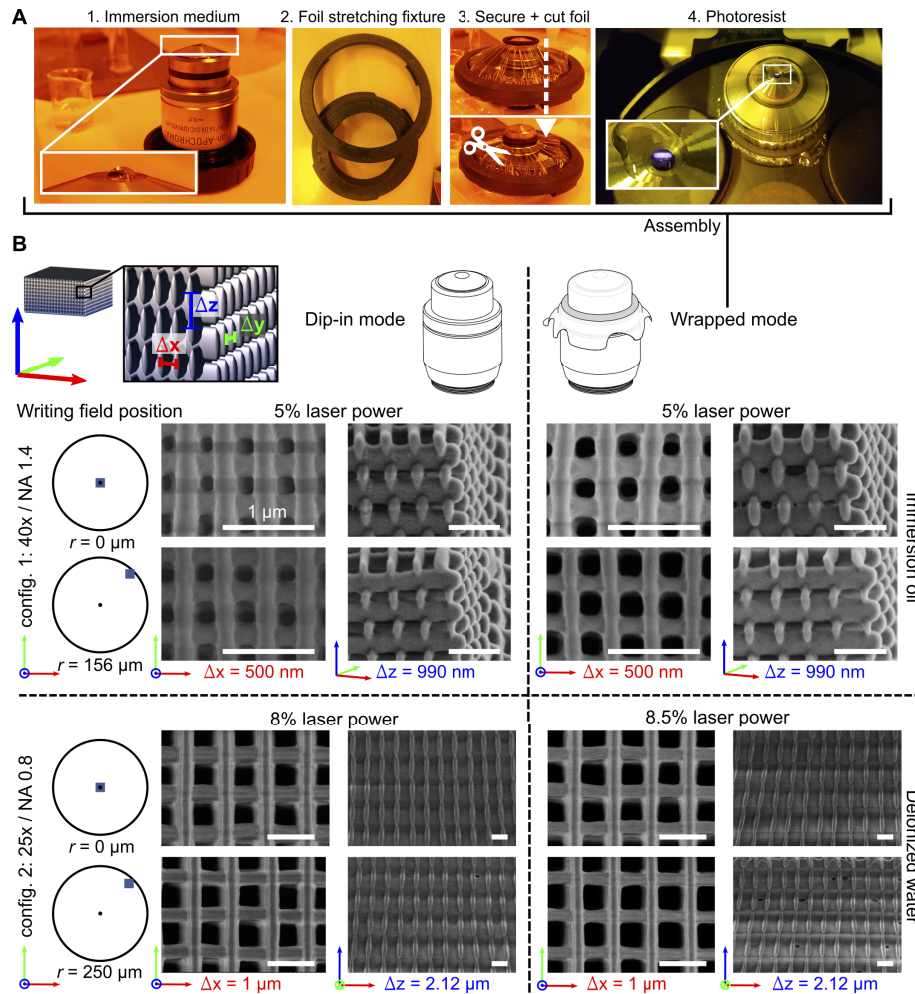 A
1. Immersion medium
2. Foil stretching fixture
3. Secure + cut foil
4. Photoresist
Assembly
B
Δz
Δy
Δx
Dip-in mode
Wrapped mode
Writing field position
5% laser power
5% laser power
config. 1: 40x / NA 1.4
r = 0 µm
1 µm
r = 156 µm
Δx = 500 nm
Δz = 990 nm
Δx = 500 nm
Δz = 990 nm
Immersion oil
8% laser power
8.5% laser power
config. 2: 25x / NA 0.8
r = 0 µm
r = 250 µm
Δx = 1 µm
Δz = 2.12 µm
Δx = 1 µm
Δz = 2.12 µm
Deionized water